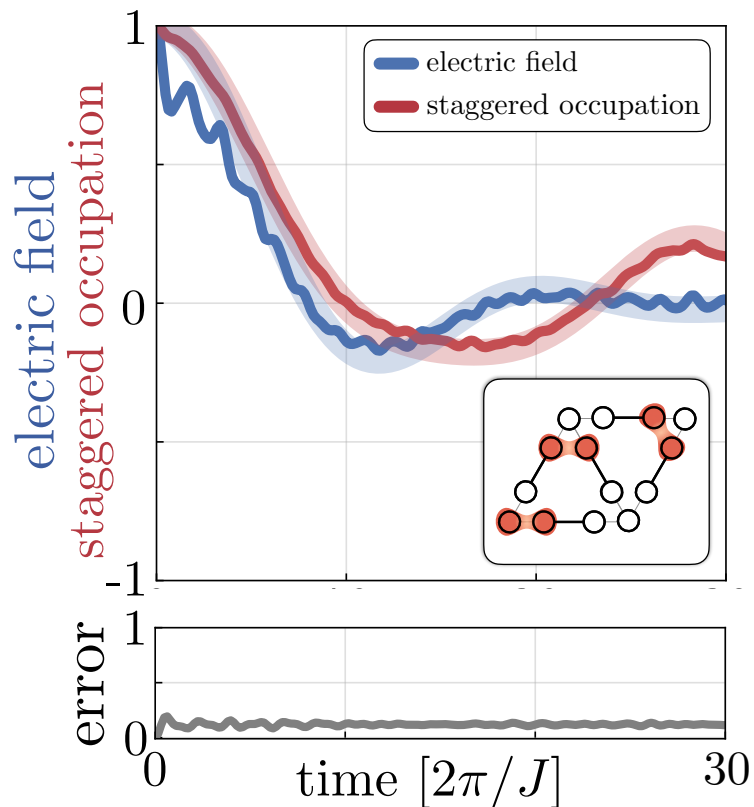 1
electric field
staggered occupation
electric field
staggered occupation
0
-1
error
1
0
0
30
time [2π/J]